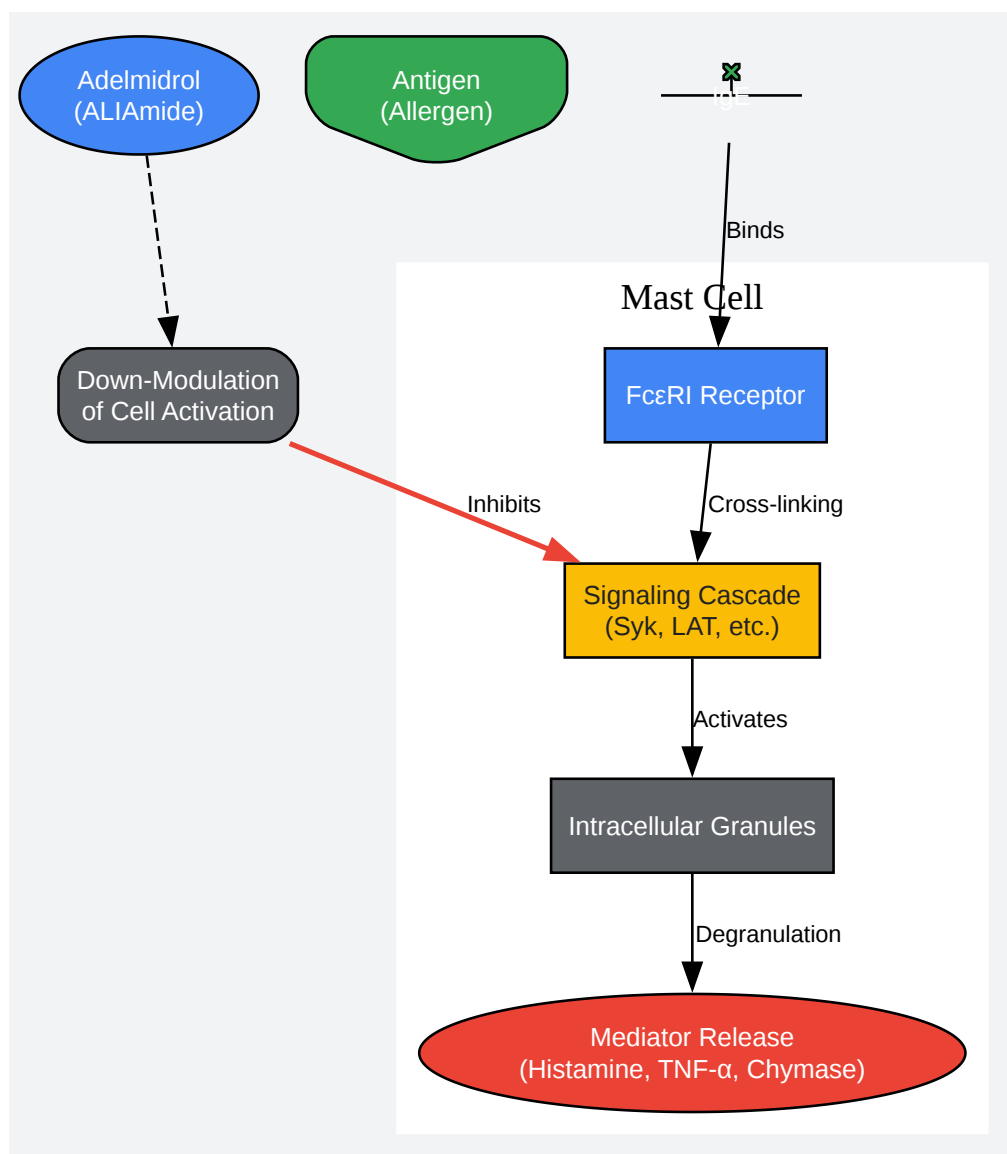 Adelmidrol
(ALIAmide)
Antigen
(Allergen)
IgE
Binds
Mast Cell
Down-Modulation
of Cell Activation
FcεRI Receptor
Inhibits
Cross-linking
Signaling Cascade
(Syk, LAT, etc.)
Activates
Intracellular Granules
Degranulation
Mediator Release
(Histamine, TNF-α, Chymase)